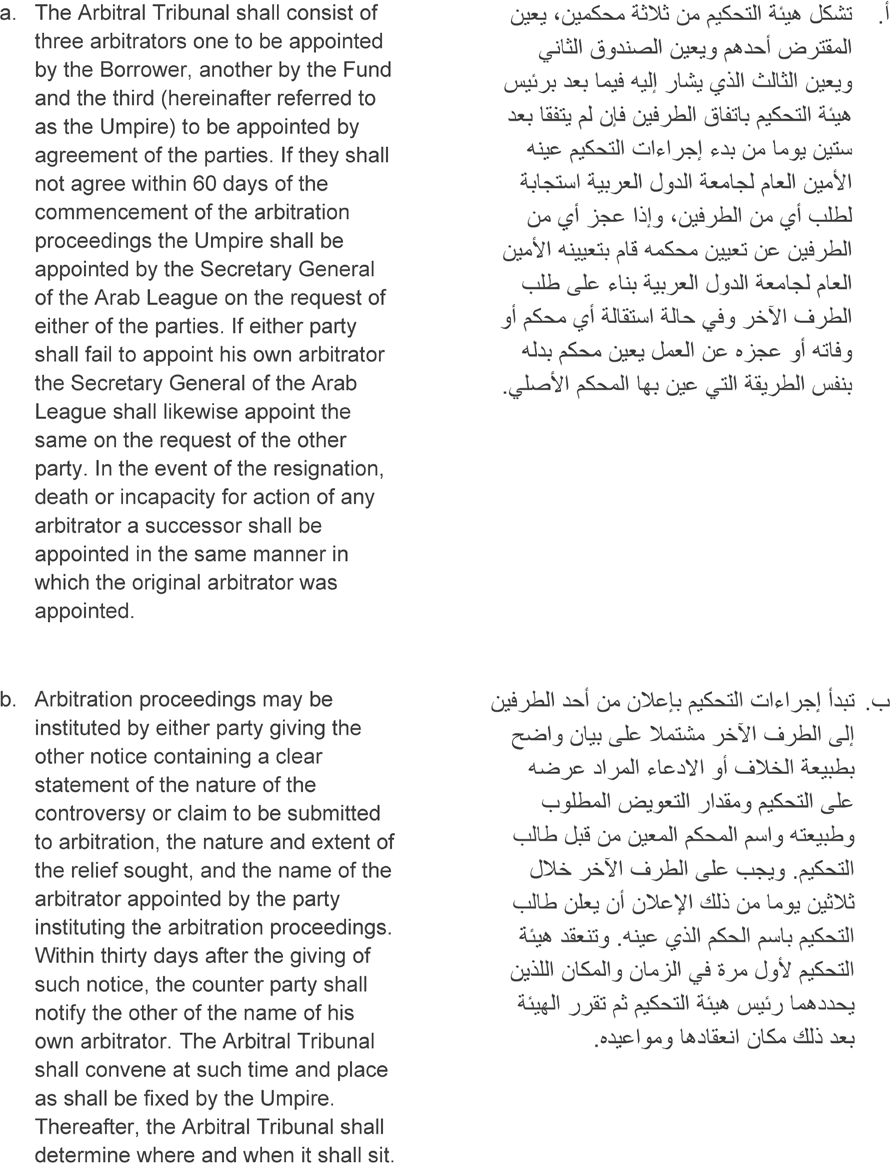 a. The Arbitral Tribunal shall consist of
three arbitrators one to be appointed
by the Borrower, another by the Fund
and the third (hereinafter referred to
as the Umpire) to be appointed by
agreement of the parties. If they shall
not agree within 60 days of the
commencement of the arbitration
proceedings the Umpire shall be
appointed by the Secretary General
of the Arab League on the request of
either of the parties. If either party
shall fail to appoint his own arbitrator
the Secretary General of the Arab
League shall likewise appoint the
same on the request of the other
party. In the event of the resignation,
death or incapacity for action of any
arbitrator a successor shall be
appointed in the same manner in
which the original arbitrator was
appointed.
أ. تشكل هيئة التحكيم من ثلاثة محكمين، يعين
المقترض أحدهم ويعين الصندوق الثاني
ويعين الثالث الذي يشار إليه فيما بعد برئيس
هيئة التحكيم باتفاق الطرفين فإن لم يتفقا بعد
ستين يوما من بدء إجراءات التحكيم عينه
الأمين العام لجامعة الدول العربية استجابة
لطلب أي من الطرفين، وإذا عجز أي من
الطرفين عن تعيين محكمه قام بتعيينه الأمين
العام لجامعة الدول العربية بناء على طلب
الطرف الآخر وفي حالة استقالة أي محكم أو
وفاته أو عجزه عن العمل يعين محكم بدله
بنفس الطريقة التي عين بها المحكم الأصلي.
b. Arbitration proceedings may be
instituted by either party giving the
other notice containing a clear
statement of the nature of the
controversy or claim to be submitted
to arbitration, the nature and extent of
the relief sought, and the name of the
arbitrator appointed by the party
instituting the arbitration proceedings.
Within thirty days after the giving of
such notice, the counter party shall
notify the other of the name of his
own arbitrator. The Arbitral Tribunal
shall convene at such time and place
as shall be fixed by the Umpire.
Thereafter, the Arbitral Tribunal shall
determine where and when it shall sit.
ب. تبدأ إجراءات التحكيم بإعلان من أحد الطرفين
إلى الطرف الآخر مشتملا على بيان واضح
بطبيعة الخلاف أو الادعاء المراد عرضه
على التحكيم ومقدار التعويض المطلوب
وطبيعته واسم المحكم المعين من قبل طالب
التحكيم. ويجب على الطرف الآخر خلال
ثلاثين يوما من ذلك الإعلان أن يعلن طالب
التحكيم باسم الحكم الذي عينه. وتنعقد هيئة
التحكيم لأول مرة في الزمان والمكان اللذين
يحددهما رئيس هيئة التحكيم ثم تقرر الهيئة
بعد ذلك مكان انعقادها ومواعيده.